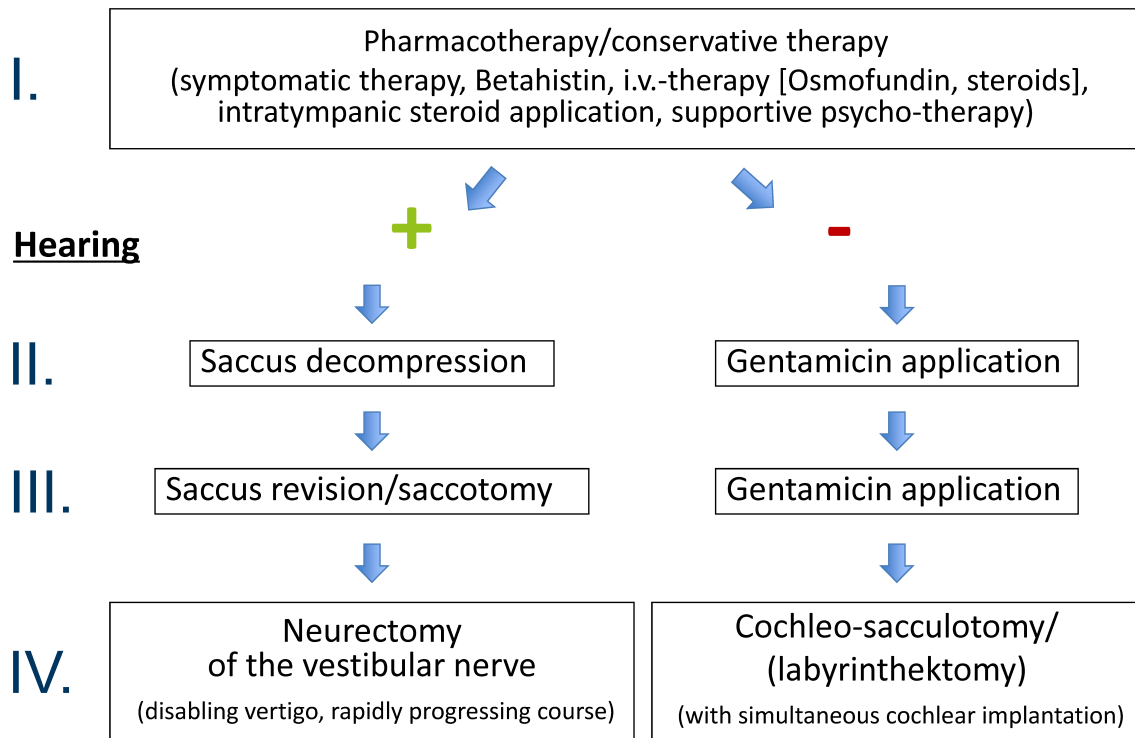 I.
Pharmacotherapy/conservative therapy
(symptomatic therapy, Betahistin, i.v.-therapy [Osmofundin, steroids],
intratympanic steroid application, supportive psycho-therapy)
Hearing
+
-
II.
Saccus decompression
Gentamicin application
III.
Saccus revision/saccotomy
Gentamicin application
IV.
Neurectomy
of the vestibular nerve
(disabling vertigo, rapidly progressing course)
Cochleo-sacculotomy/
(labyrinthektomy)
(with simultaneous cochlear implantation)